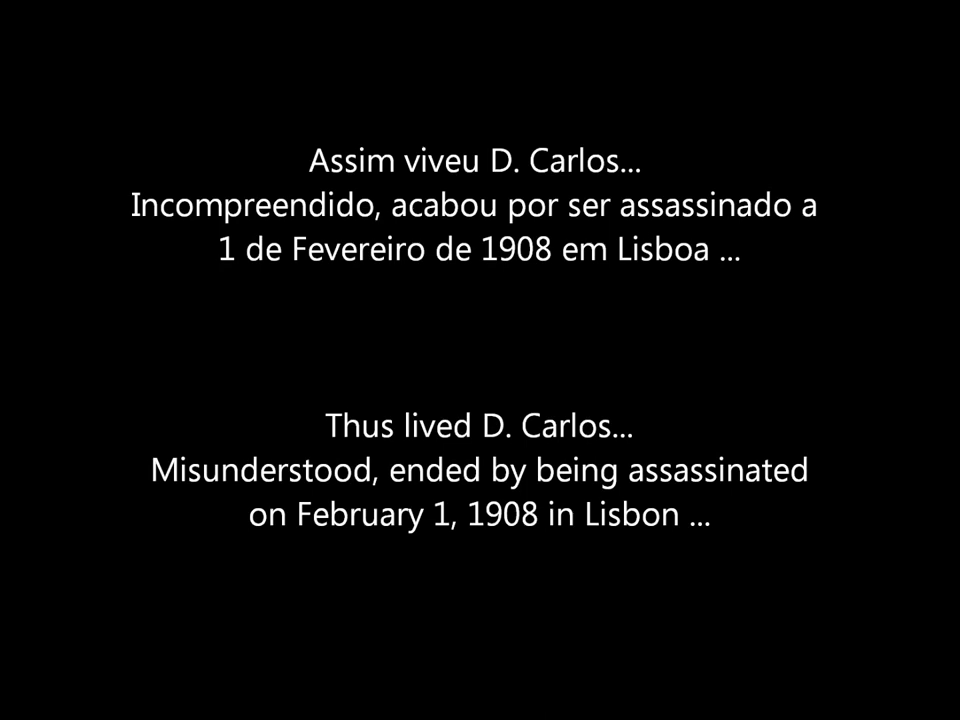 Assim viveu D. Carlos...
Incompreendido, acabou por ser assassinado a
1 de Fevereiro de 1908 em Lisboa ...
Thus lived D. Carlos...
Misunderstood, ended by being assassinated
on February 1, 1908 in Lisbon ...